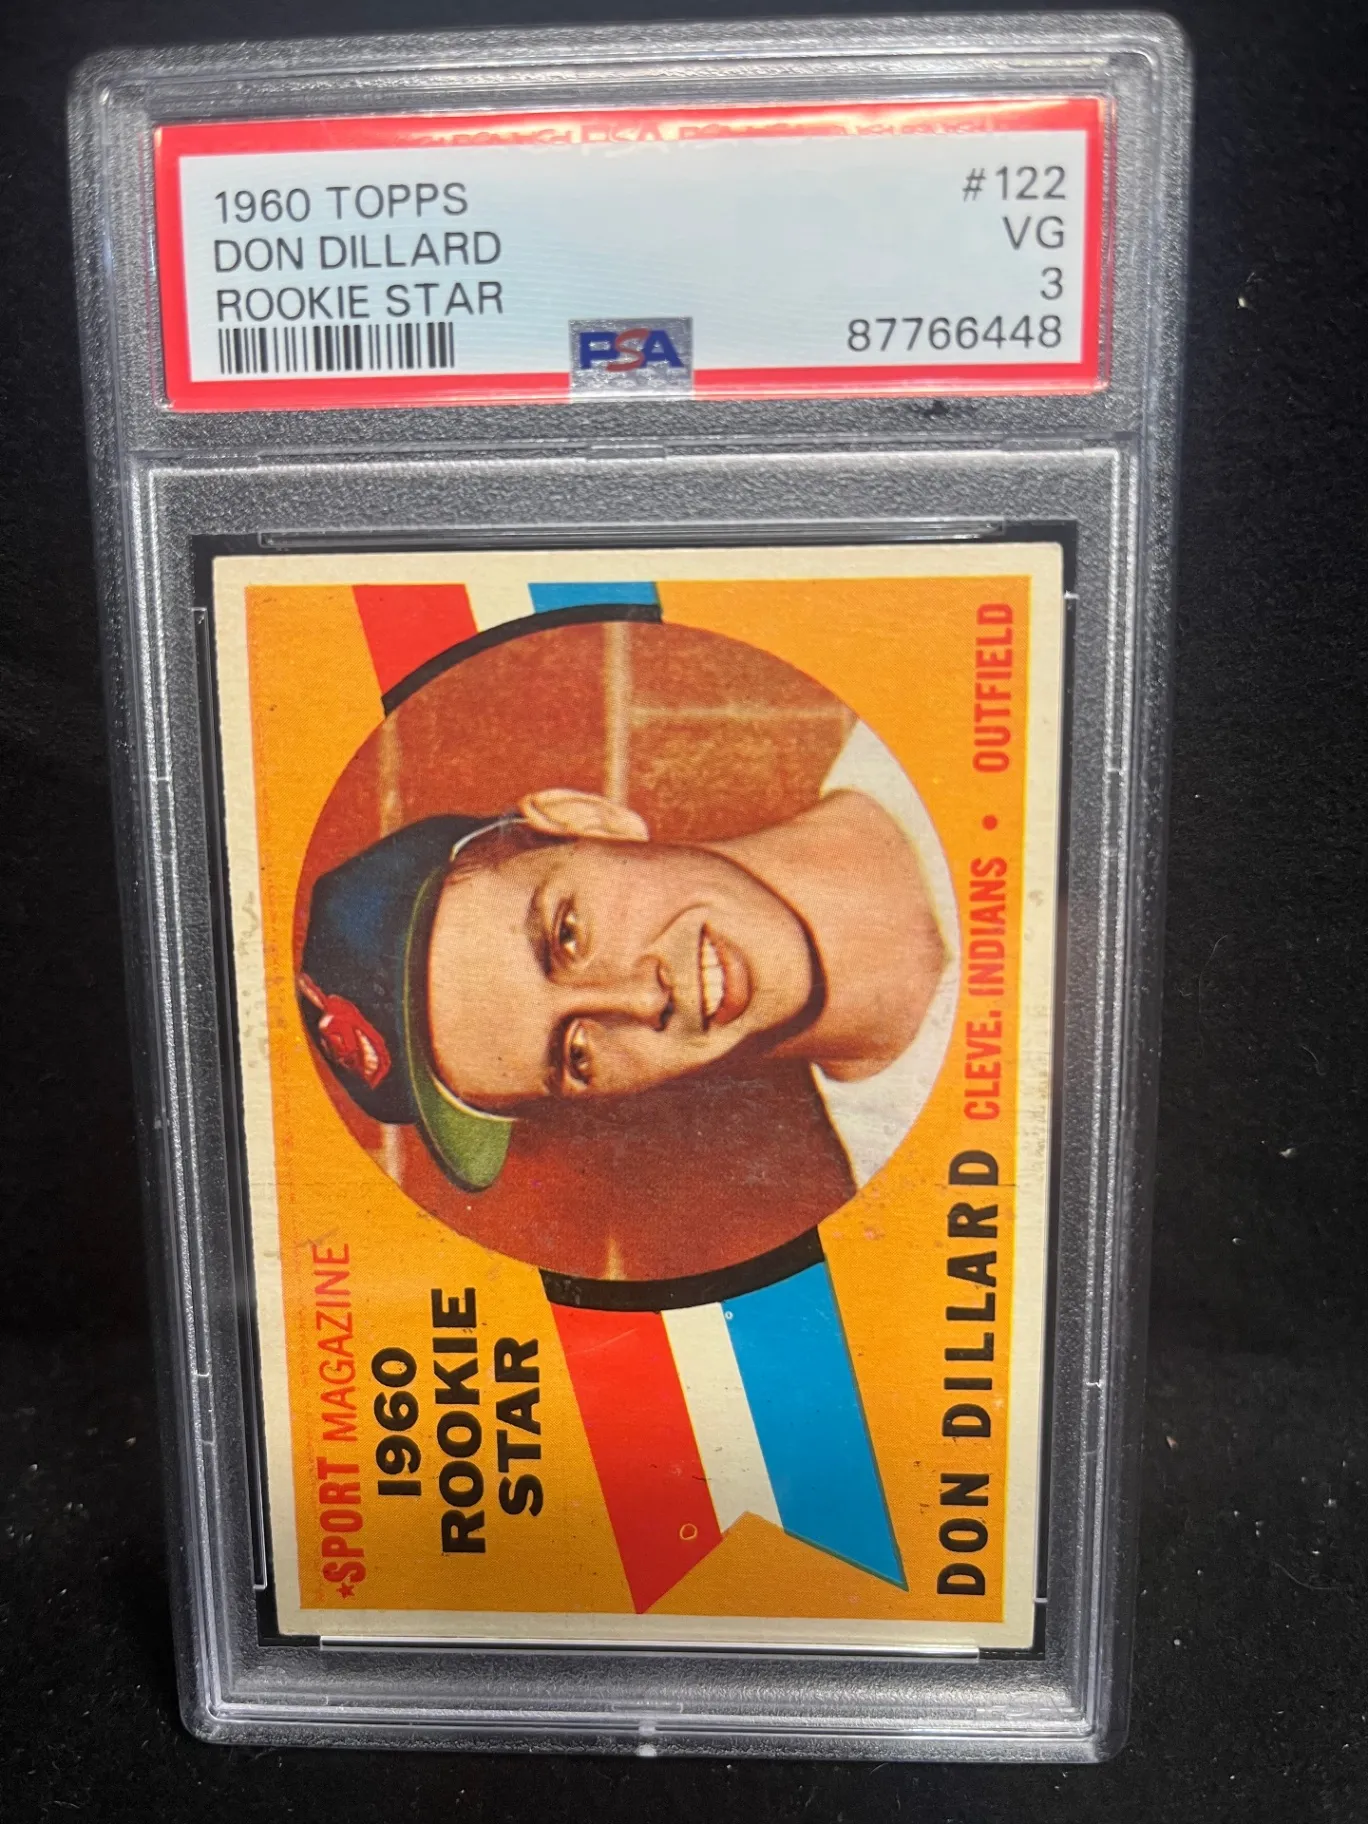 1960 TOPPS
DON DILLARD
ROOKIE STAR
#122
VG
3
87766448
PSA
★SPORT MAGAZINE
1960
ROOKIE
STAR
DON DILLARD CLEVE. INDIANS • OUTFIELD